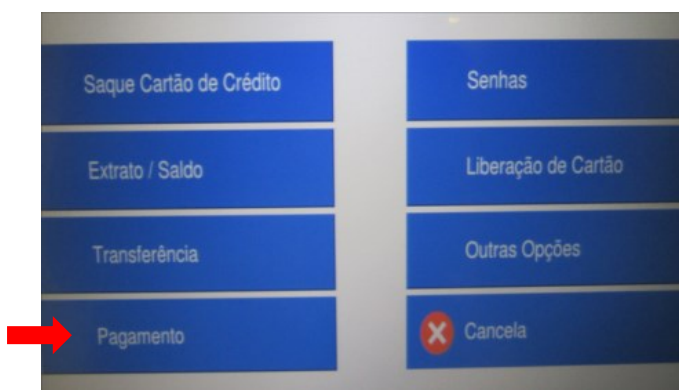 Saque Cartão de Crédito
Extrato / Saldo
Transferência
Pagamento
Senhas
Liberação de Cartão
Outras Opções
Cancela